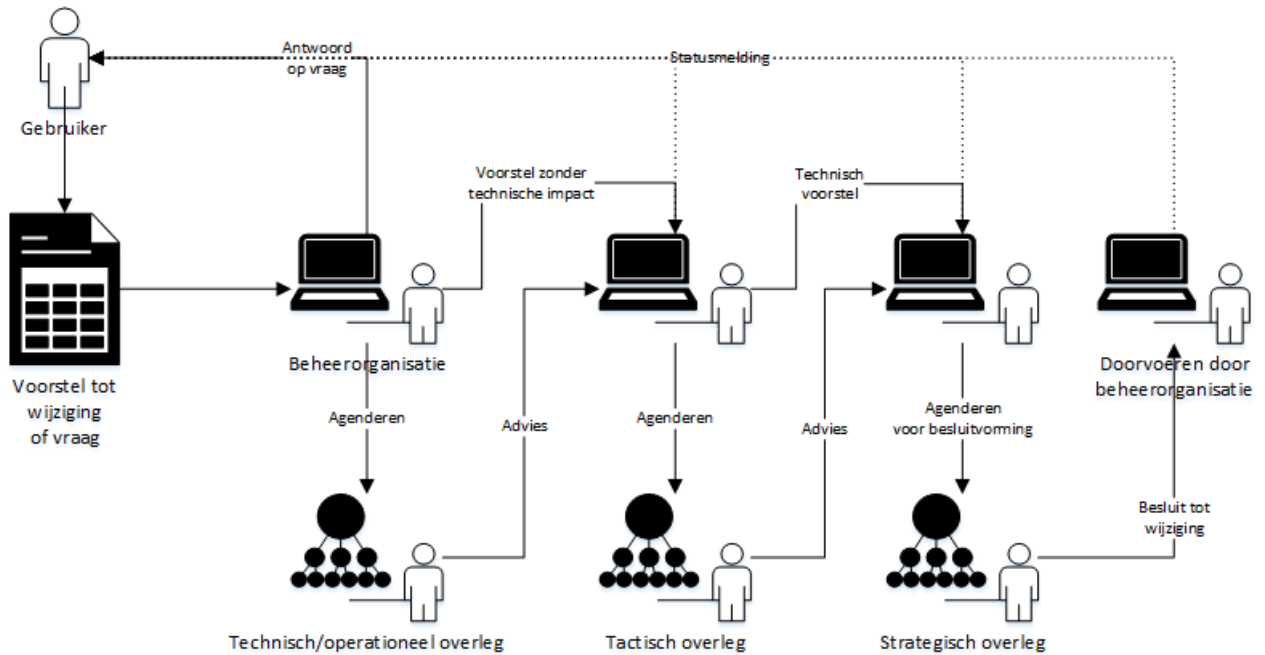 Antwoord
op vraag
Statusmelding
Gebruiker
Voorstel zonder
technische impact
Technisch
voorstel
Beheerorganisatie
Doorvoeren door
beheerorganisatie
Voorstel tot
wijziging
of vraag
Agenderen
Advies
Agenderen
Advies
Agenderen
voor besluitvorming
Besluit tot
wijziging
Technisch/operationeel overleg
Tactisch overleg
Strategisch overleg